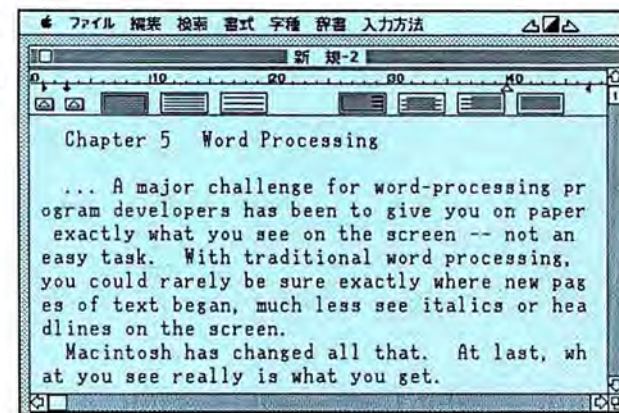 ファイル 編集 検索 書式 字種 辞書 入力方法
新規-2
0 10 20 30 40
Chapter 5 Word Processing
... A major challenge for word-processing pr
ogram developers has been to give you on paper
exactly what you see on the screen -- not an
easy task. With traditional word processing,
you could rarely be sure exactly where new pag
es of text began, much less see italics or hea
dlines on the screen.
Macintosh has changed all that. At last, wh
at you see really is what you get.